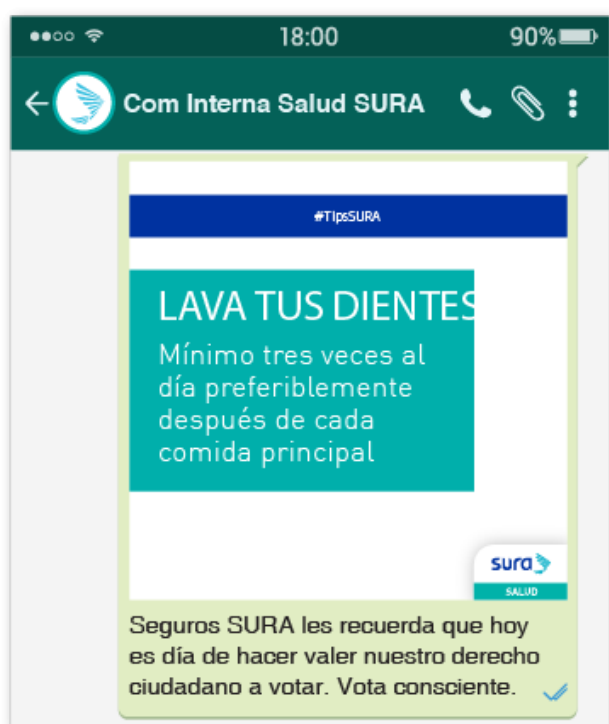 18:00
90%
Com Interna Salud SURA
#TipsSURA
LAVA TUS DIENTES
Mínimo tres veces al
día preferiblemente
después de cada
comida principal
sura
SALUD
Seguros SURA les recuerda que hoy
es día de hacer valer nuestro derecho
ciudadano a votar. Vota consciente.